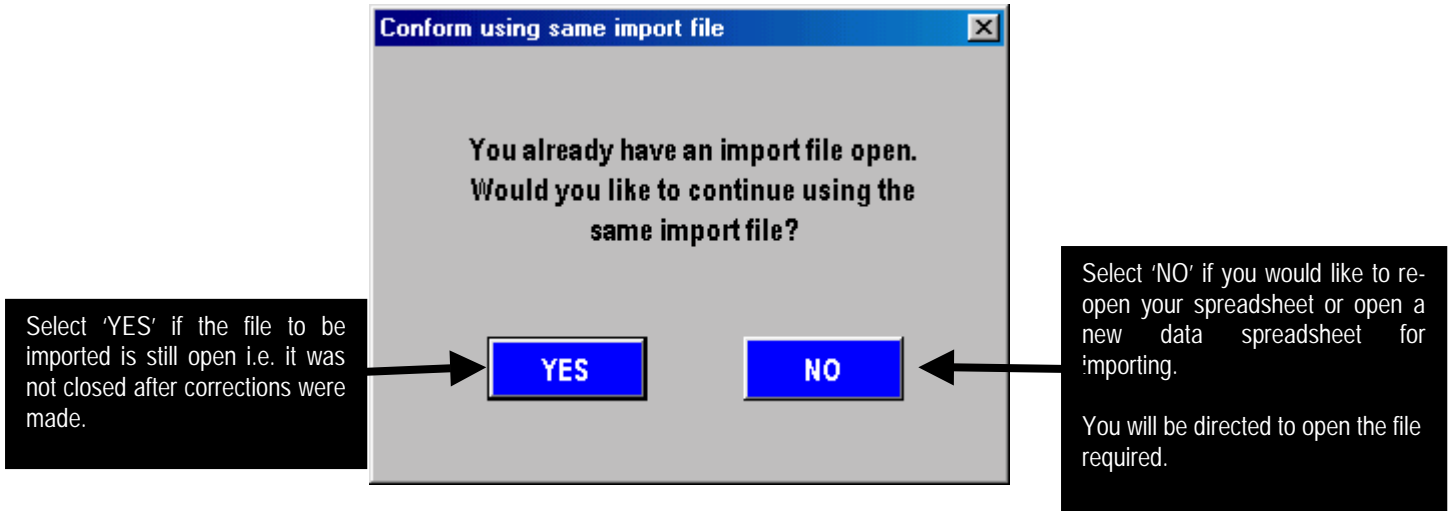 Conform using same import file
You already have an import file open.
Would you like to continue using the
same import file?
Select ‘YES’ if the file to be
imported is still open i.e. it was
not closed after corrections were
made.
YES
NO
Select ‘NO’ if you would like to re-
open your spreadsheet or open a
new data spreadsheet for
importing.
You will be directed to open the file
required.